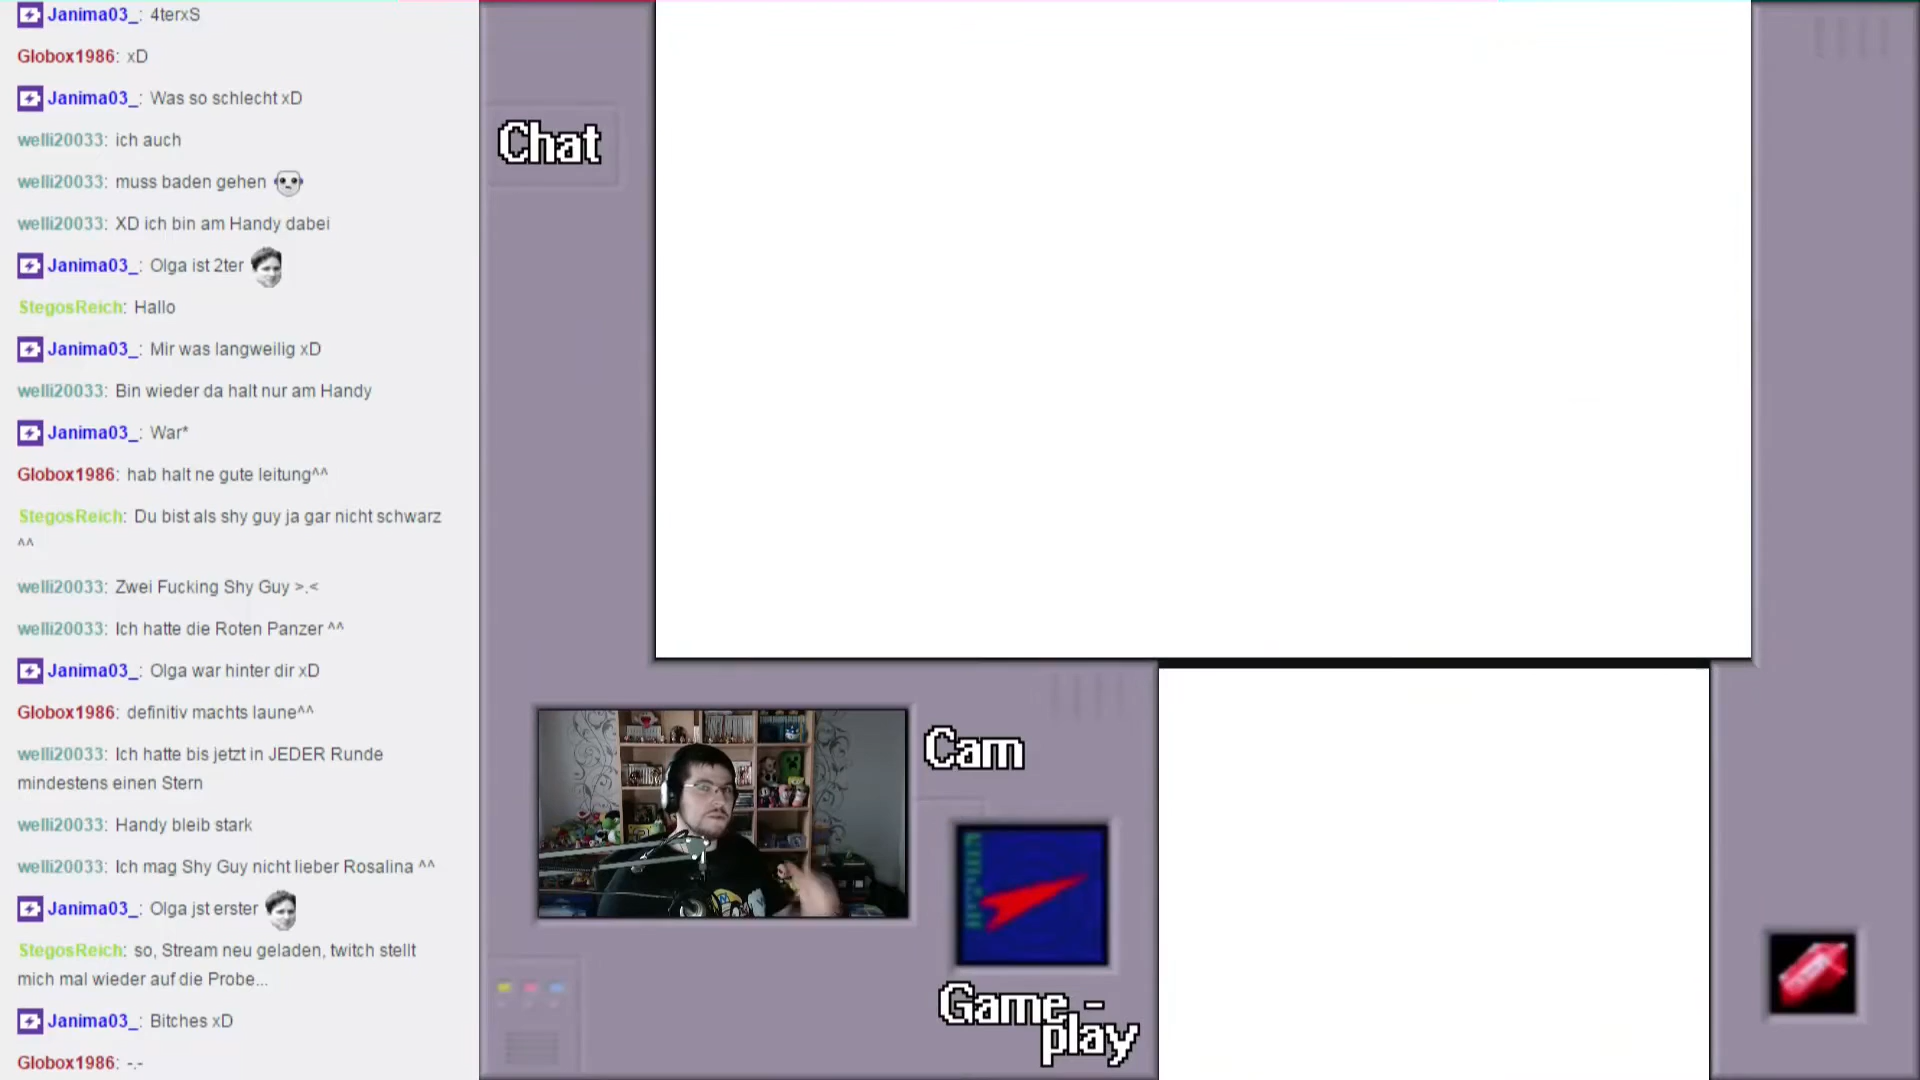 Janima03_: 4terxS
Globox1986: xD
Janima03_: Was so schlecht xD
welli20033: ich auch
welli20033: muss baden gehen
welli20033: XD ich bin am Handy dabei
Janima03_: Olga ist 2ter
StegosReich: Hallo
Janima03_: Mir was langweilig xD
welli20033: Bin wieder da halt nur am Handy
Janima03_: War*
Globox1986: hab halt ne gute leitung^^
StegosReich: Du bist als shy guy ja gar nicht schwarz
^^
welli20033: Zwei Fucking Shy Guy >.<
welli20033: Ich hatte die Roten Panzer ^^
Janima03_: Olga war hinter dir xD
Globox1986: definitiv machts laune^^
welli20033: Ich hatte bis jetzt in JEDER Runde
mindestens einen Stern
welli20033: Handy bleib stark
welli20033: Ich mag Shy Guy nicht lieber Rosalina ^^
Janima03_: Olga jst erster
StegosReich: so, Stream neu geladen, twitch stellt
mich mal wieder auf die Probe...
Janima03_: Bitches xD
Globox1986: -.-
Chat
Cam
Game -
play